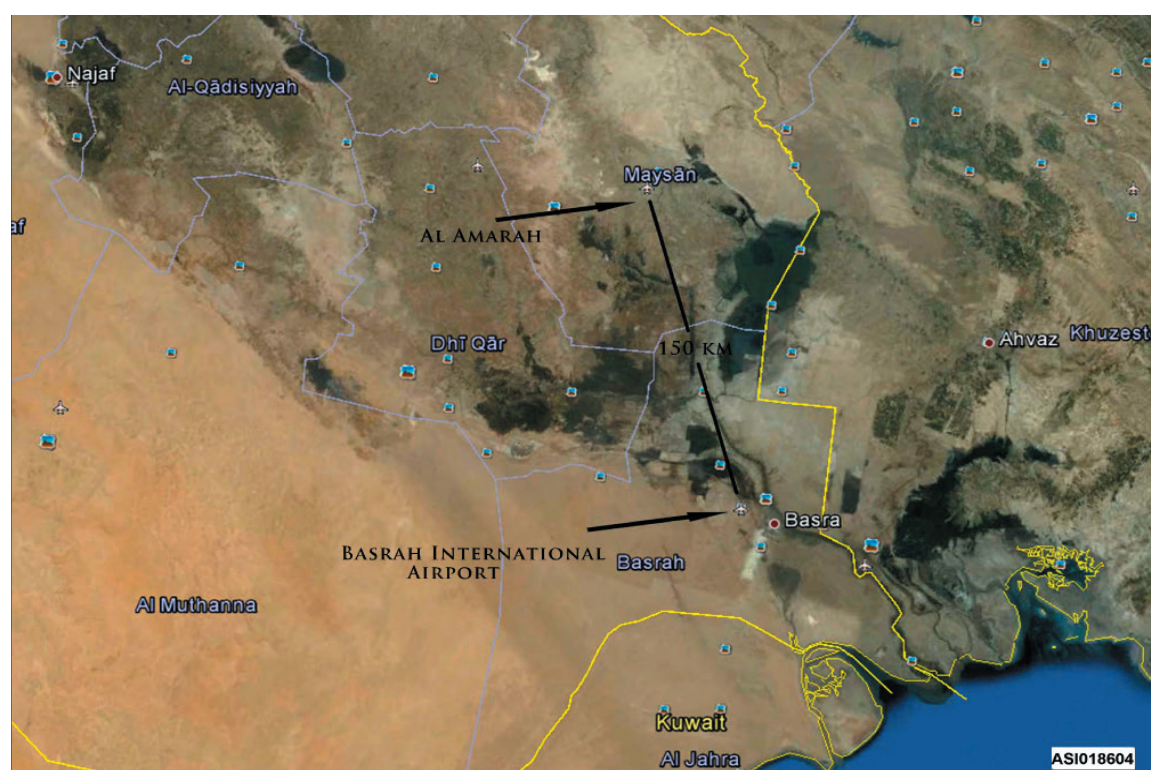 Najaf
Al-Qādisiyyah
Maysān
af
AL AMARAH
Dhī Qār
150 KM
Ahvaz
Khuzest
Basra
BASRAH INTERNATIONAL
AIRPORT
Basrah
Al Muthanna
Kuwait
Al Jahra
ASI018604